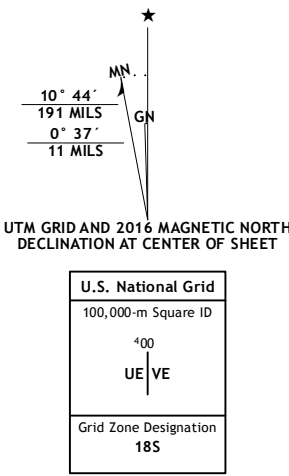 MN
GN
10° 44´
191 MILS
0° 37´
11 MILS
UTM GRID AND 2016 MAGNETIC NORTH
DECLINATION AT CENTER OF SHEET
U.S. National Grid
100,000-m Square ID
⁴00
UE VE
Grid Zone Designation
18S